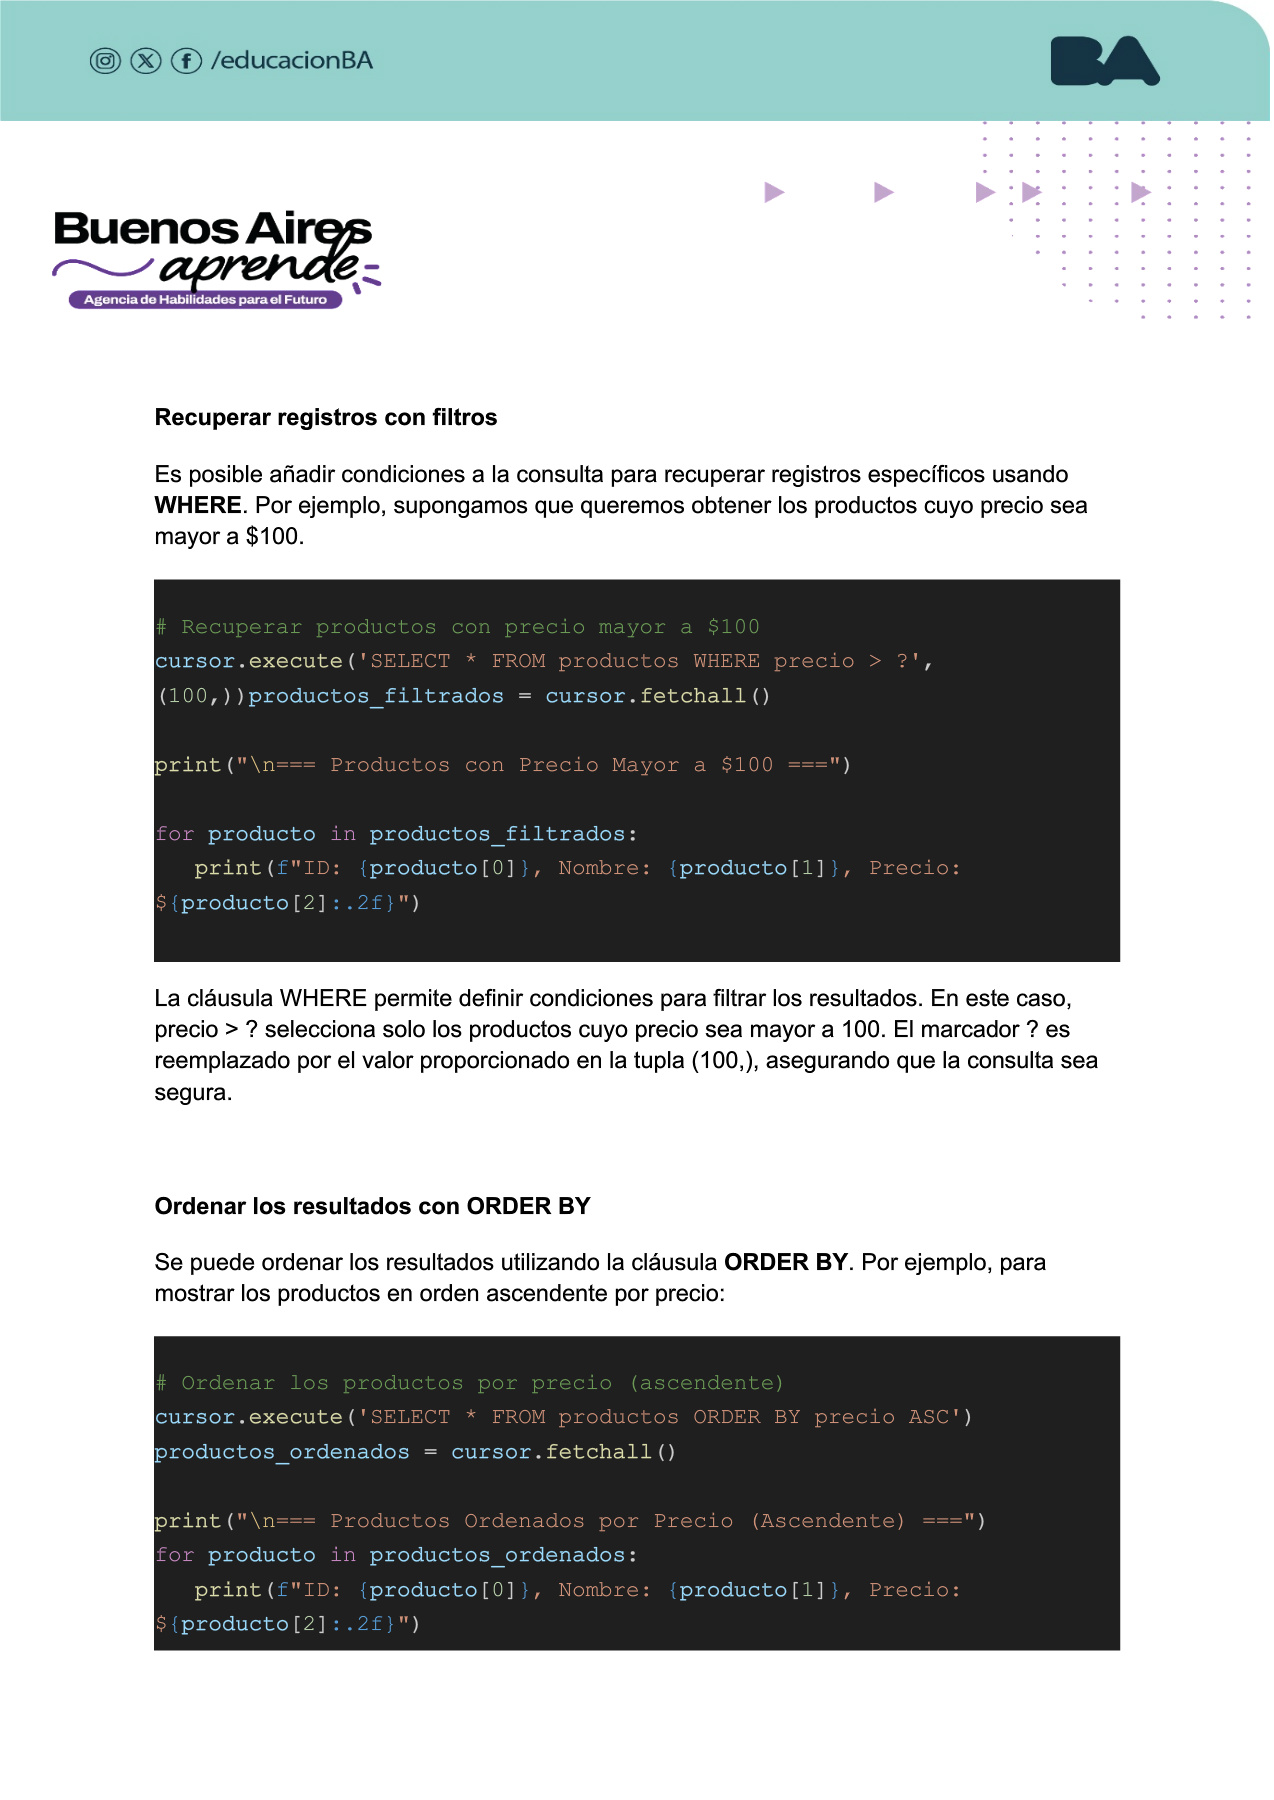 /educacionBA
BA
Buenos Aires
aprende
Agencia de Habilidades para el Futuro
Recuperar registros con filtros
Es posible añadir condiciones a la consulta para recuperar registros específicos usando
WHERE. Por ejemplo, supongamos que queremos obtener los productos cuyo precio sea
mayor a $100.
# Recuperar productos con precio mayor a $100
cursor.execute('SELECT * FROM productos WHERE precio > ?',
(100,))productos_filtrados = cursor.fetchall()
print("\n=== Productos con Precio Mayor a $100 ===")
for producto in productos_filtrados:
   print(f"ID: {producto[0]}, Nombre: {producto[1]}, Precio:
${producto[2]:.2f}")
La cláusula WHERE permite definir condiciones para filtrar los resultados. En este caso,
precio > ? selecciona solo los productos cuyo precio sea mayor a 100. El marcador ? es
reemplazado por el valor proporcionado en la tupla (100,), asegurando que la consulta sea
segura.
Ordenar los resultados con ORDER BY
Se puede ordenar los resultados utilizando la cláusula ORDER BY. Por ejemplo, para
mostrar los productos en orden ascendente por precio:
# Ordenar los productos por precio (ascendente)
cursor.execute('SELECT * FROM productos ORDER BY precio ASC')
productos_ordenados = cursor.fetchall()
print("\n=== Productos Ordenados por Precio (Ascendente) ===")
for producto in productos_ordenados:
   print(f"ID: {producto[0]}, Nombre: {producto[1]}, Precio:
${producto[2]:.2f}")